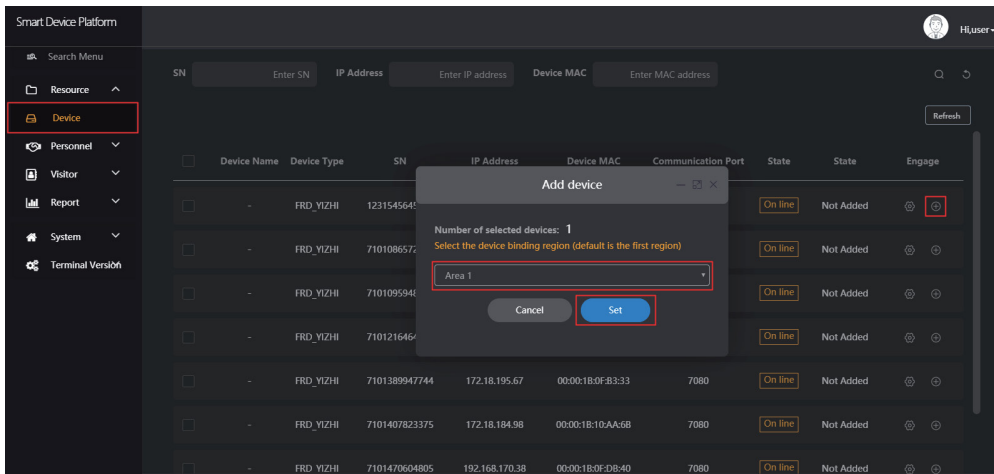 Smart Device Platform
Hi,user
Search Menu
SN Enter SN IP Address Enter IP address Device MAC Enter MAC address
Resource
Device
Refresh
Personnel
Device Name Device Type SN IP Address Device MAC Communication Port State State Engage
Visitor
Add device
Report
FRD_YIZHI 1231545645 On line Not Added
Number of selected devices: 1
System
Select the device binding region (default is the first region)
- FRD_YIZHI 7101086572 On line Not Added
Terminal Version
Area 1
- FRD_YIZHI 7101095948 On line Not Added
Cancel Set
- FRD_YIZHI 7101216464 On line Not Added
- FRD_YIZHI 7101389947744 172.18.195.67 00:00:1B:0F:B3:33 7080 On line Not Added
- FRD_YIZHI 7101407823375 172.18.184.98 00:00:1B:10:AA:6B 7080 On line Not Added
- FRD_YIZHI 7101470604805 192.168.170.38 00:00:1B:0F:DB:40 7080 On line Not Added